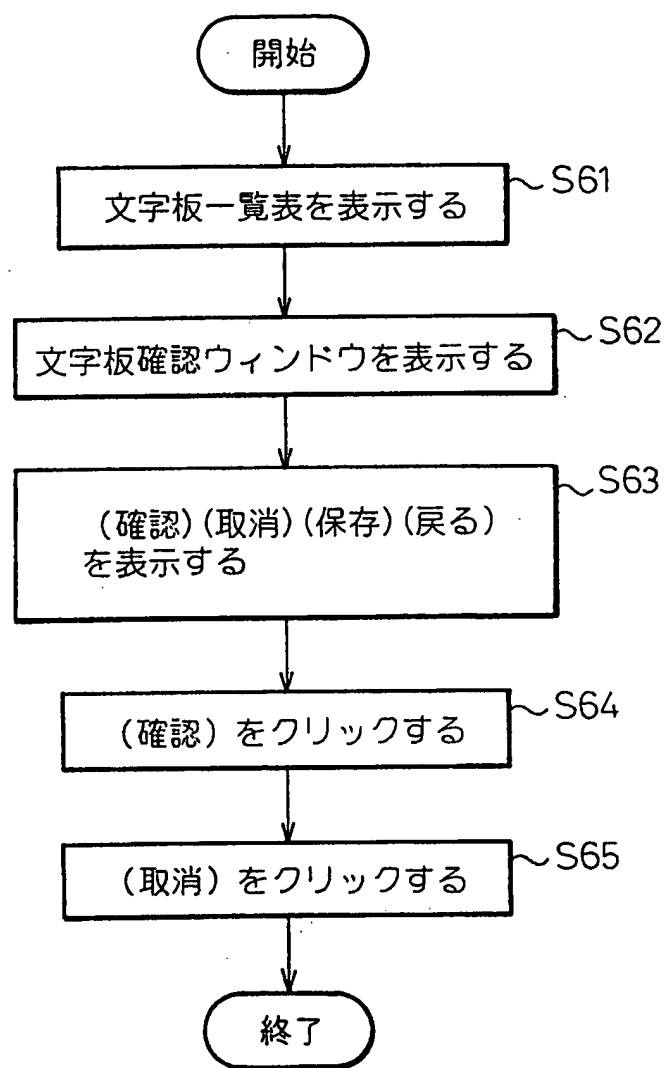 開始
文字板一覧表を表示する
S61
文字板確認ウィンドウを表示する
S62
(確認)(取消)(保存)(戻る)
を表示する
S63
(確認)をクリックする
S64
(取消)をクリックする
S65
終了